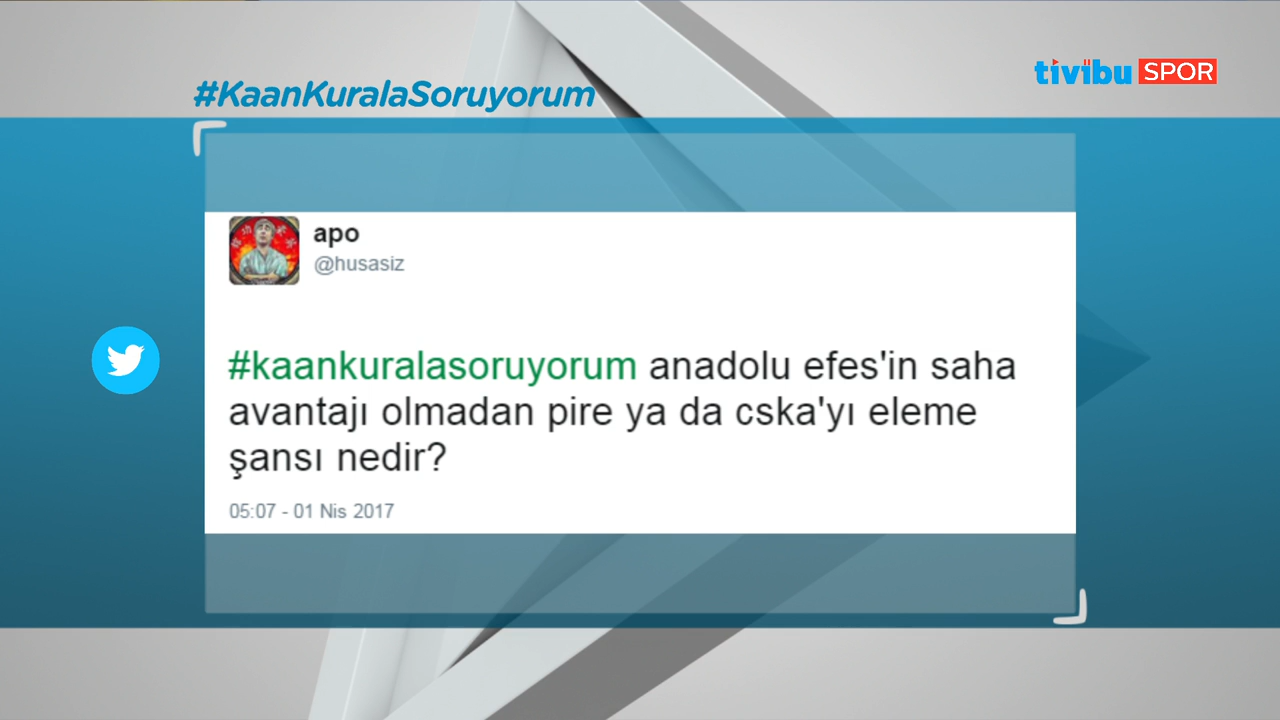 #KaanKuralaSoruyorum
tivibu SPOR
apo
@husasiz
#kaankuralasoruyorum anadolu efes'in saha
avantajı olmadan pire ya da cska'yı eleme
şansı nedir?
05:07 - 01 Nis 2017